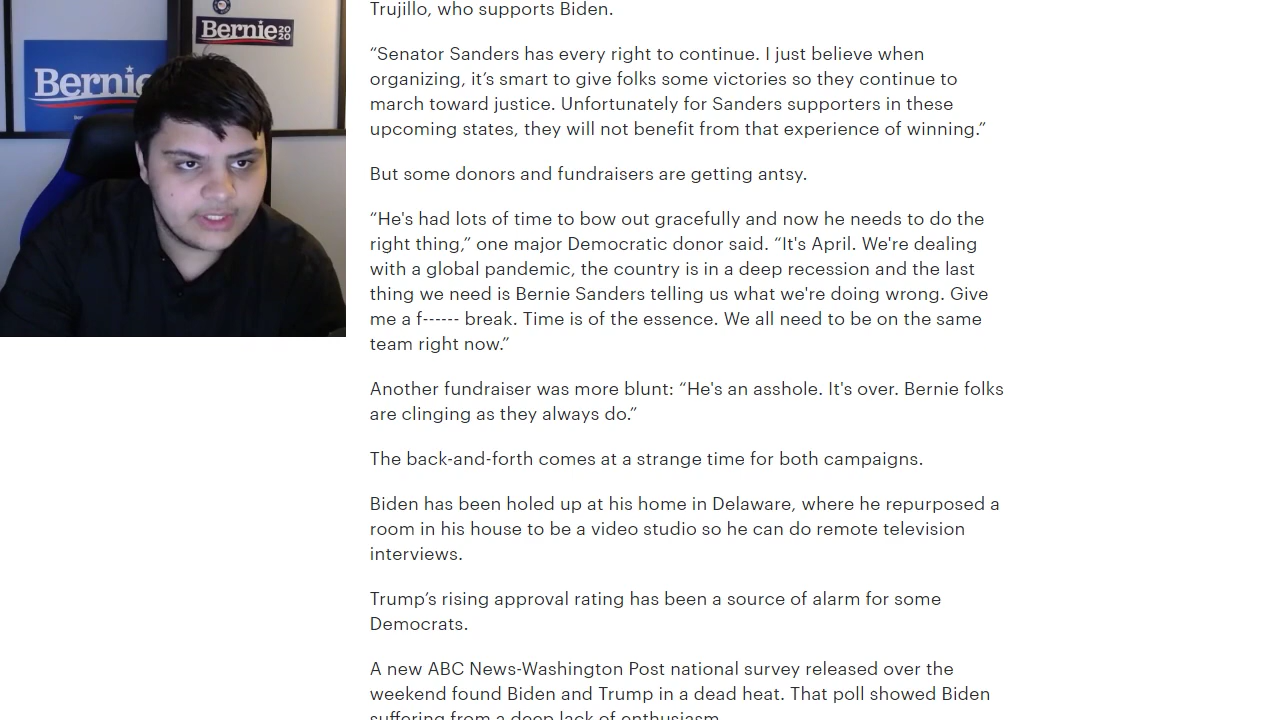 Bernie
2020
Bernie
Trujillo, who supports Biden.
“Senator Sanders has every right to continue. I just believe when
organizing, it’s smart to give folks some victories so they continue to
march toward justice. Unfortunately for Sanders supporters in these
upcoming states, they will not benefit from that experience of winning.”
But some donors and fundraisers are getting antsy.
“He's had lots of time to bow out gracefully and now he needs to do the
right thing,” one major Democratic donor said. “It's April. We're dealing
with a global pandemic, the country is in a deep recession and the last
thing we need is Bernie Sanders telling us what we're doing wrong. Give
me a f------ break. Time is of the essence. We all need to be on the same
team right now.”
Another fundraiser was more blunt: “He's an asshole. It's over. Bernie folks
are clinging as they always do.”
The back-and-forth comes at a strange time for both campaigns.
Biden has been holed up at his home in Delaware, where he repurposed a
room in his house to be a video studio so he can do remote television
interviews.
Trump’s rising approval rating has been a source of alarm for some
Democrats.
A new ABC News-Washington Post national survey released over the
weekend found Biden and Trump in a dead heat. That poll showed Biden
suffering from a deep lack of enthusiasm